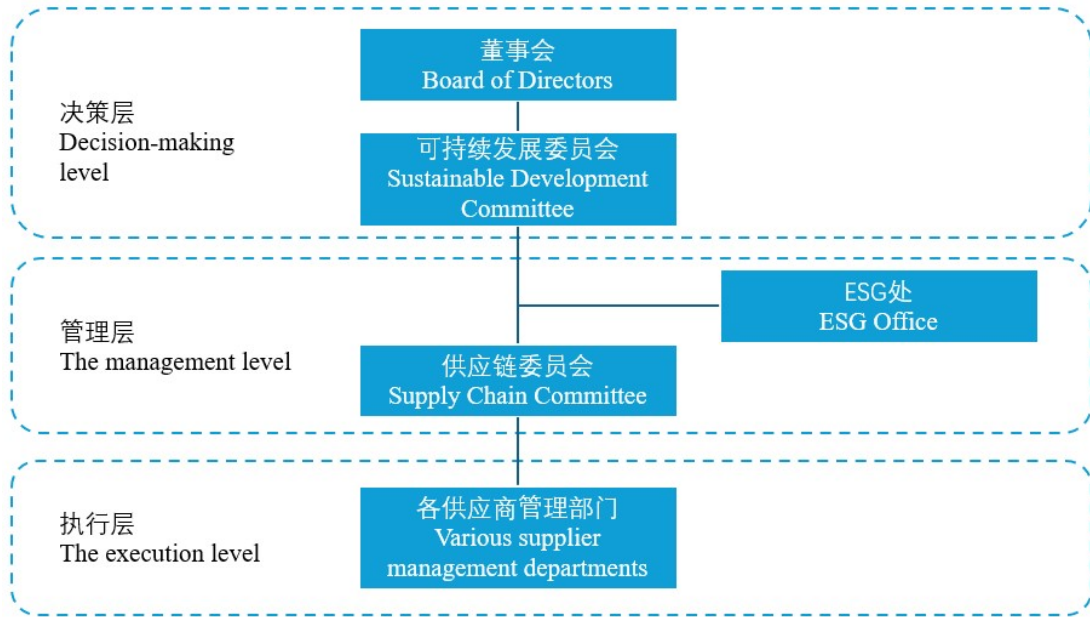 董事会
Board of Directors
决策层
Decision-making
level
可持续发展委员会
Sustainable Development
Committee
ESG处
ESG Office
管理层
The management level
供应链委员会
Supply Chain Committee
各供应商管理部门
Various supplier
management departments
执行层
The execution level